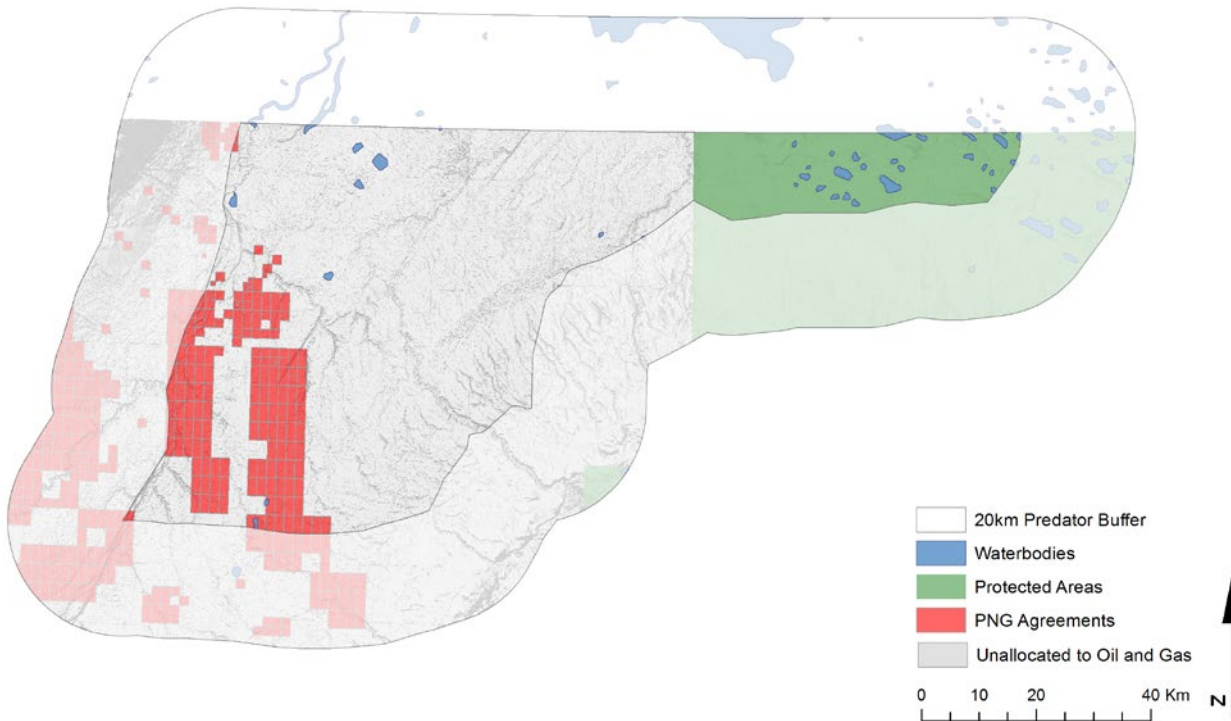 20km Predator Buffer
Waterbodies
Protected Areas
PNG Agreements
Unallocated to Oil and Gas
0 10 20 40 Km
N